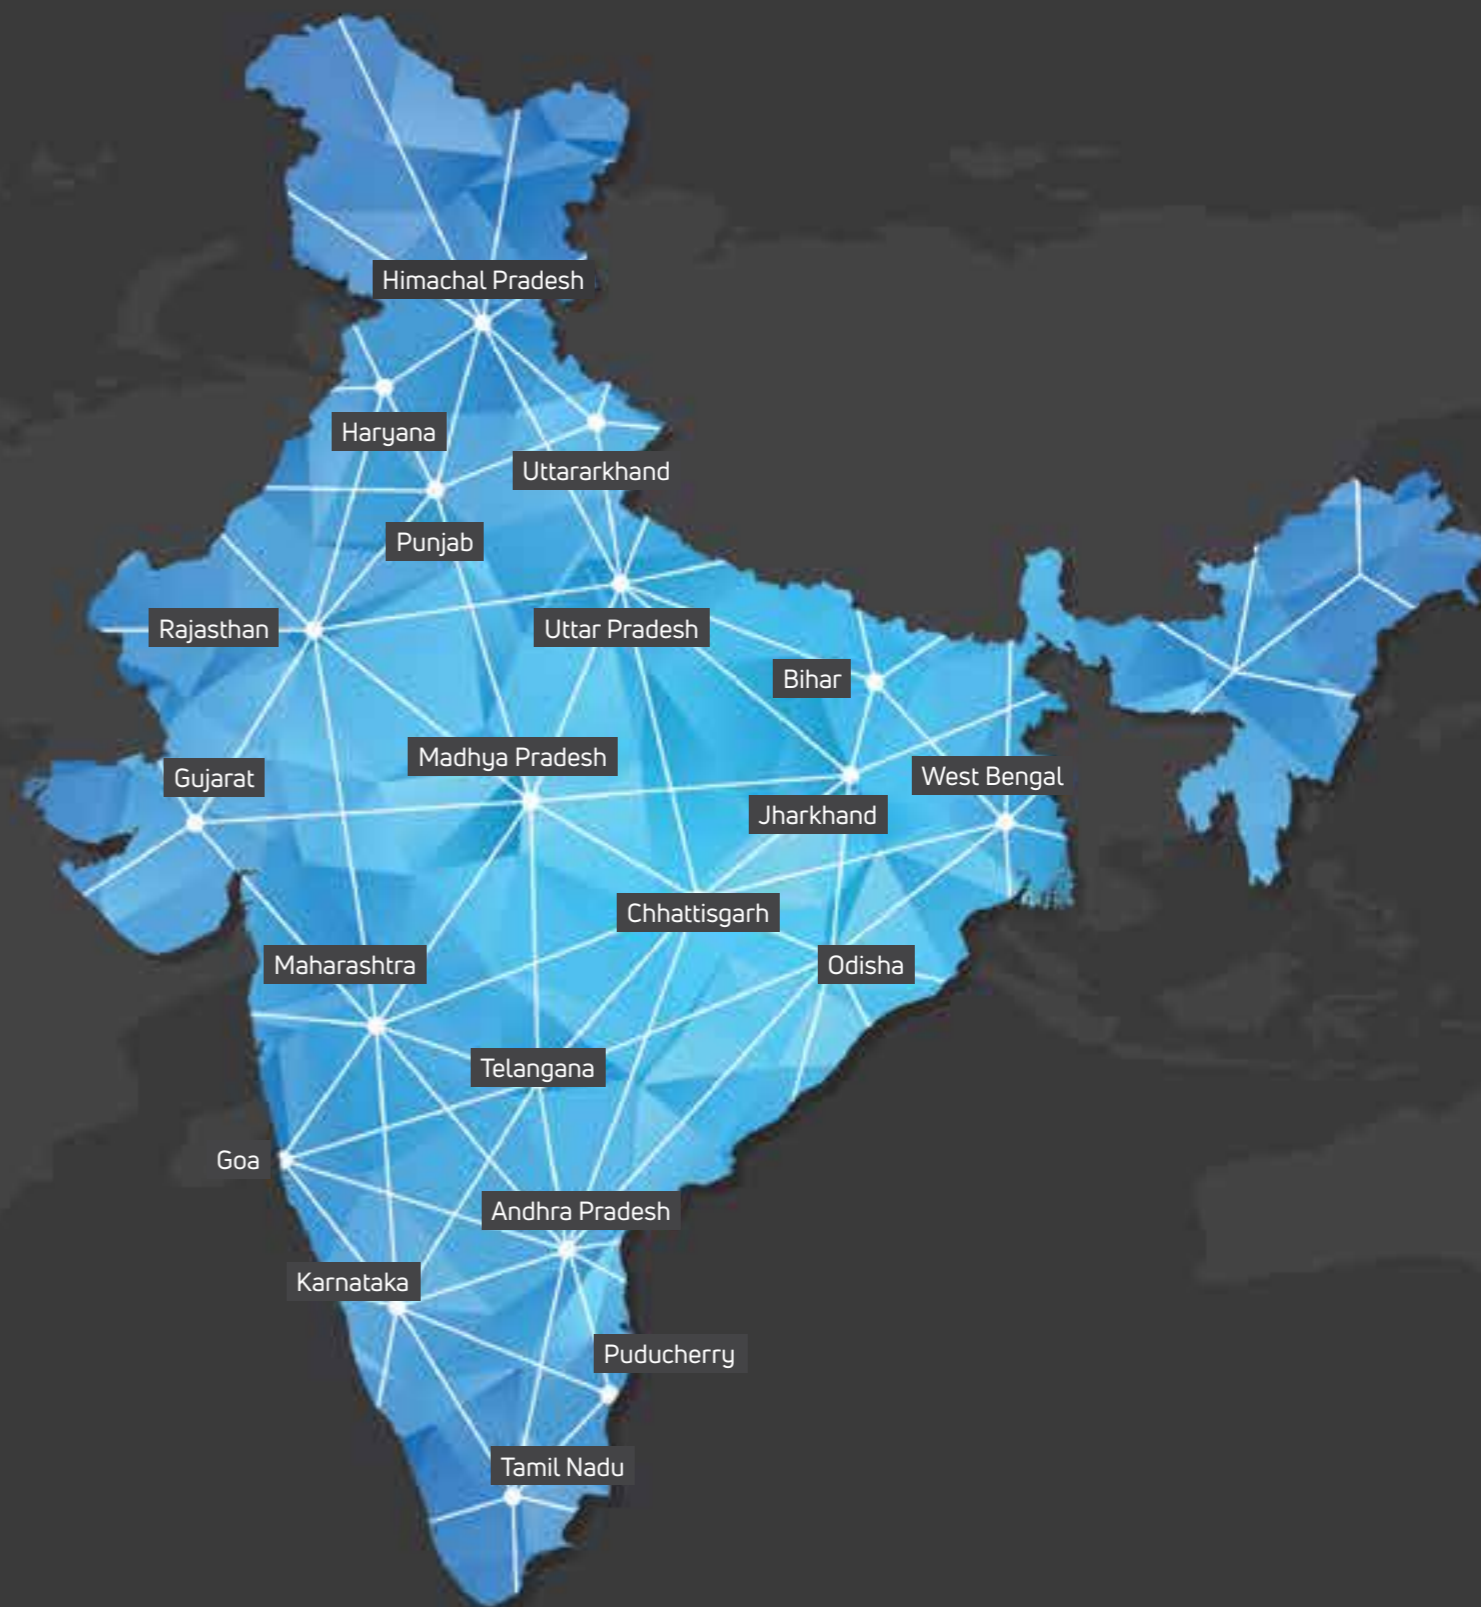 Himachal Pradesh
Haryana
Uttararkhand
Punjab
Rajasthan
Uttar Pradesh
Bihar
Madhya Pradesh
Gujarat
West Bengal
Jharkhand
Chhattisgarh
Maharashtra
Odisha
Telangana
Goa
Andhra Pradesh
Karnataka
Puducherry
Tamil Nadu